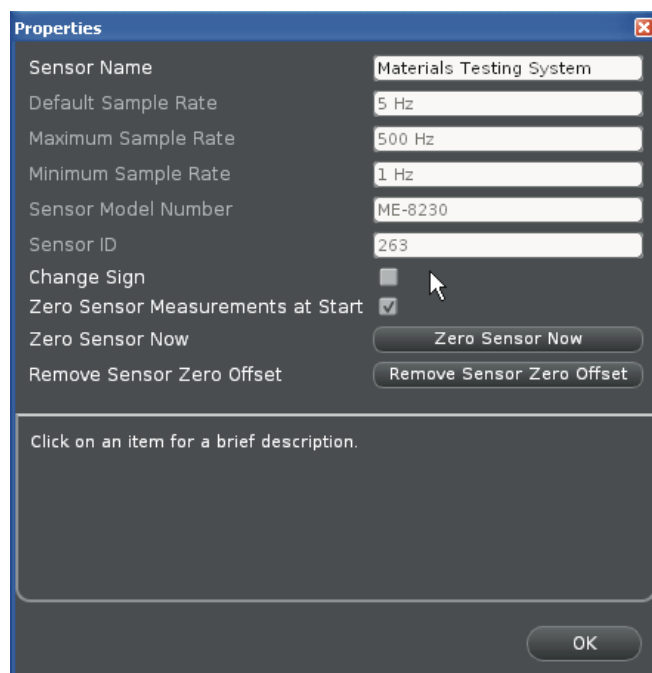 Properties
Sensor Name Materials Testing System
Default Sample Rate 5 Hz
Maximum Sample Rate 500 Hz
Minimum Sample Rate 1 Hz
Sensor Model Number ME-8230
Sensor ID 263
Change Sign
Zero Sensor Measurements at Start
Zero Sensor Now Zero Sensor Now
Remove Sensor Zero Offset Remove Sensor Zero Offset
Click on an item for a brief description.
OK